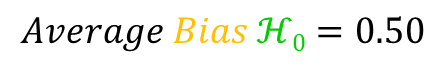 Average Bias ℋ₀ = 0.50